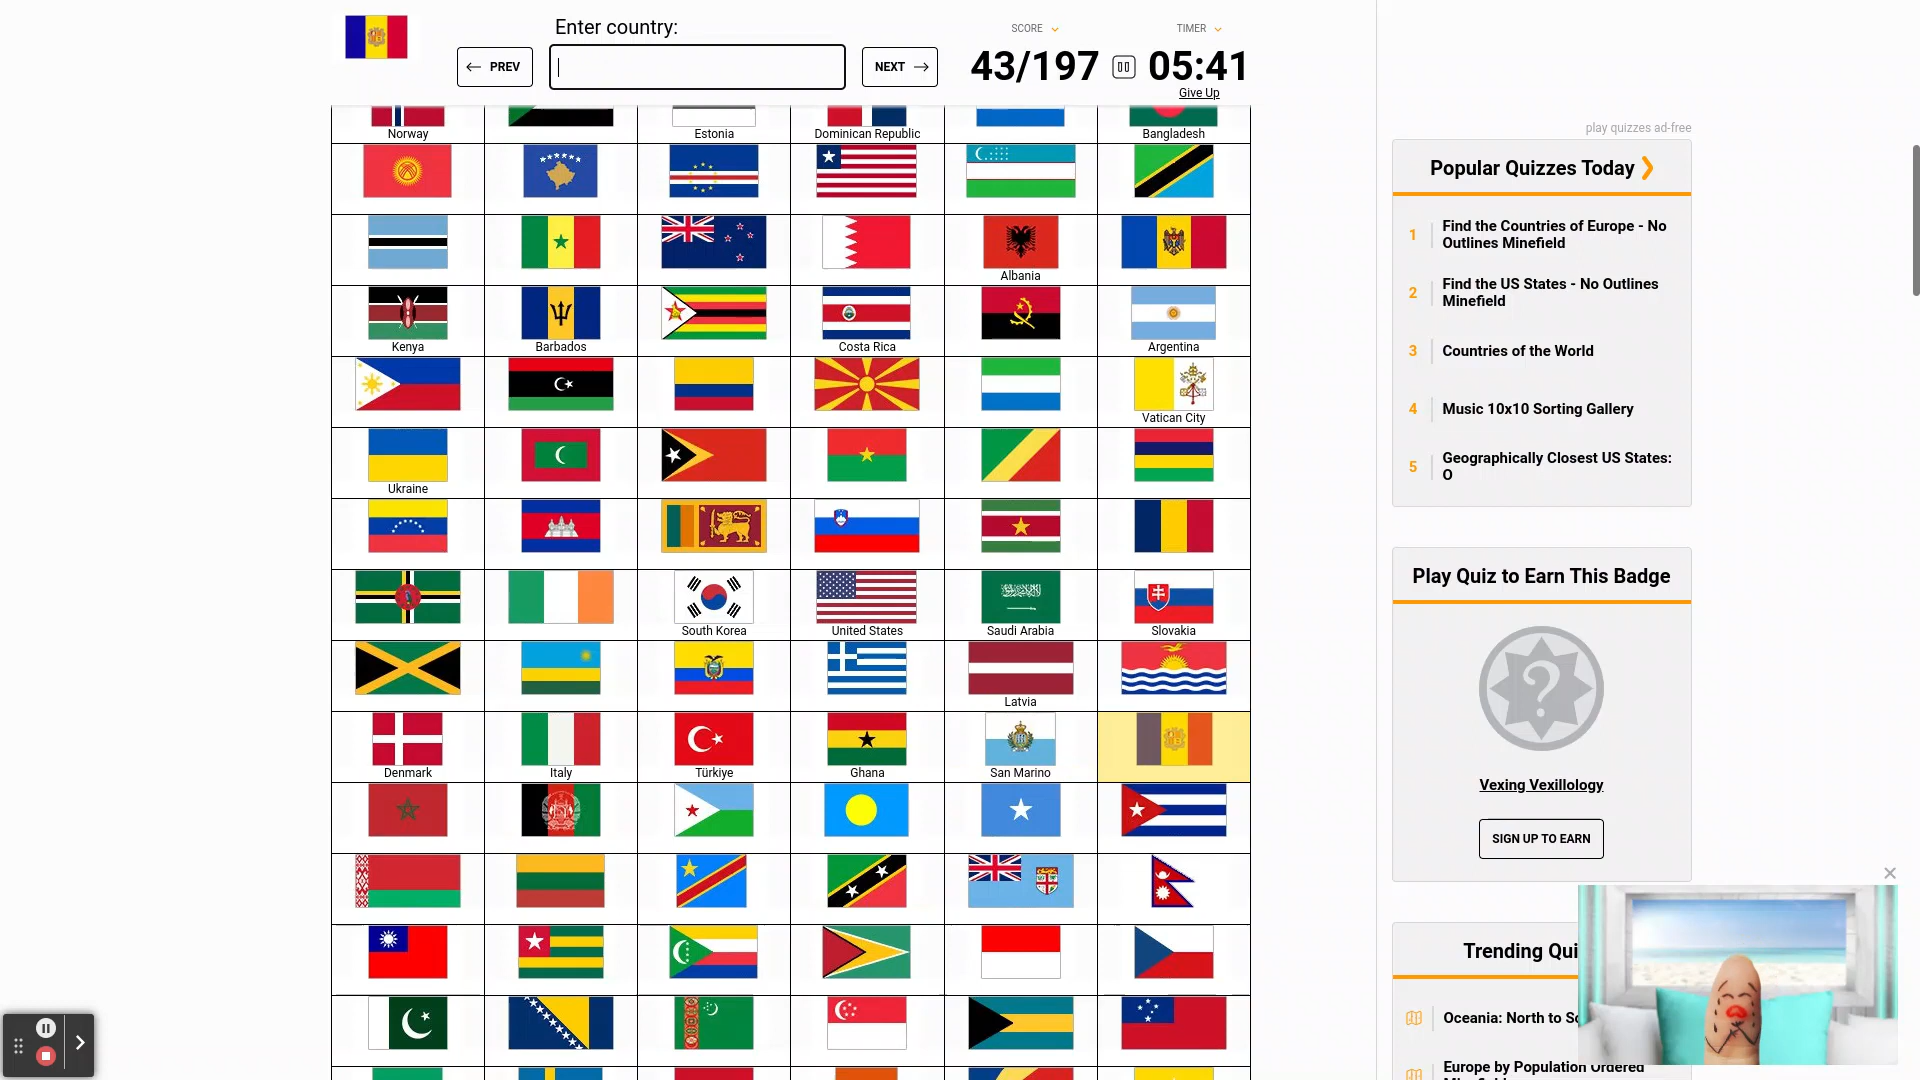 Enter country:
PREV
NEXT
SCORE
43/197
TIMER
05:41
Give Up
Norway
Estonia
Dominican Republic
Bangladesh
Albania
Kenya
Barbados
Costa Rica
Argentina
Vatican City
Ukraine
South Korea
United States
Saudi Arabia
Slovakia
Latvia
Denmark
Italy
Türkiye
Ghana
San Marino
play quizzes ad-free
Popular Quizzes Today
1
Find the Countries of Europe - No
Outlines Minefield
2
Find the US States - No Outlines
Minefield
3
Countries of the World
4
Music 10x10 Sorting Gallery
5
Geographically Closest US States:
O
Play Quiz to Earn This Badge
?
Vexing Vexillology
SIGN UP TO EARN
Trending Qui
Oceania: North to So
Europe by Population Ordered